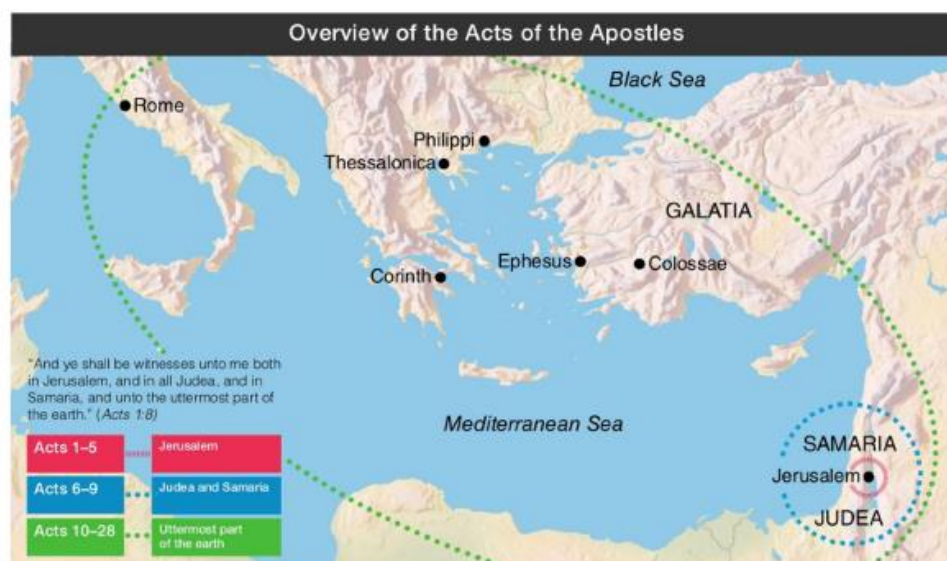 Overview of the Acts of the Apostles
Black Sea
Rome
Philippi
Thessalonica
GALATIA
Ephesus
Colossae
Corinth
"And ye shall be witnesses unto me both
in Jerusalem, and in all Judea, and in
Samaria, and unto the uttermost part of
the earth." (Acts 1:8)
Mediterranean Sea
Acts 1–5
Jerusalem
Acts 6–9
Judea and Samaria
Acts 10–28
Uttermost part
of the earth
SAMARIA
Jerusalem
JUDEA